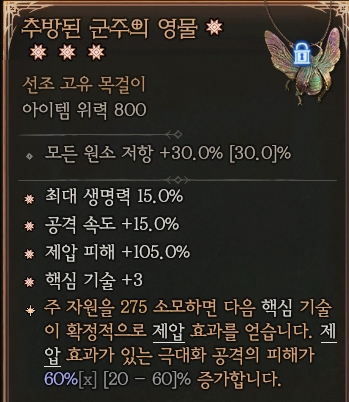 추방된 군주의 영물
선조 고유 목걸이
아이템 위력 800
모든 원소 저항 +30.0% [30.0]%
최대 생명력 15.0%
공격 속도 +15.0%
제압 피해 +105.0%
핵심 기술 +3
주 자원을 275 소모하면 다음 핵심 기술
이 확정적으로 제압 효과를 얻습니다. 제
압 효과가 있는 극대화 공격의 피해가
60%[x] [20 - 60]% 증가합니다.